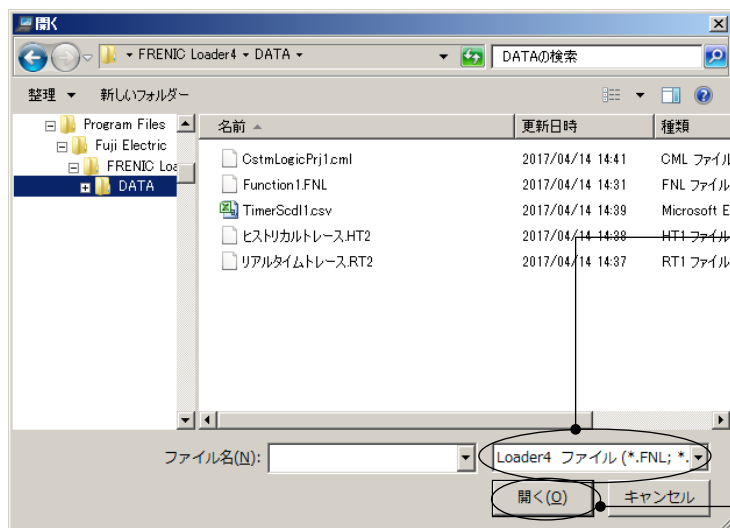 開く
FRENIC Loader4 DATA
DATAの検索
整理 新しいフォルダー
Program Files
Fuji Electric
FRENIC Loa
DATA
名前 更新日時 種類
CstmLogicPrj1.cml 2017/04/14 14:41 CML ファイル
Function1.FNL 2017/04/14 14:31 FNL ファイル
TimerScdl1.csv 2017/04/14 14:39 Microsoft E
ヒストリカルトレース.HT2 2017/04/14 14:38 HT1 ファイル
リアルタイムトレース.RT2 2017/04/14 14:37 RT1 ファイル
ファイル名(N): Loader4 ファイル (*.FNL; *.
開く(O) キャンセル